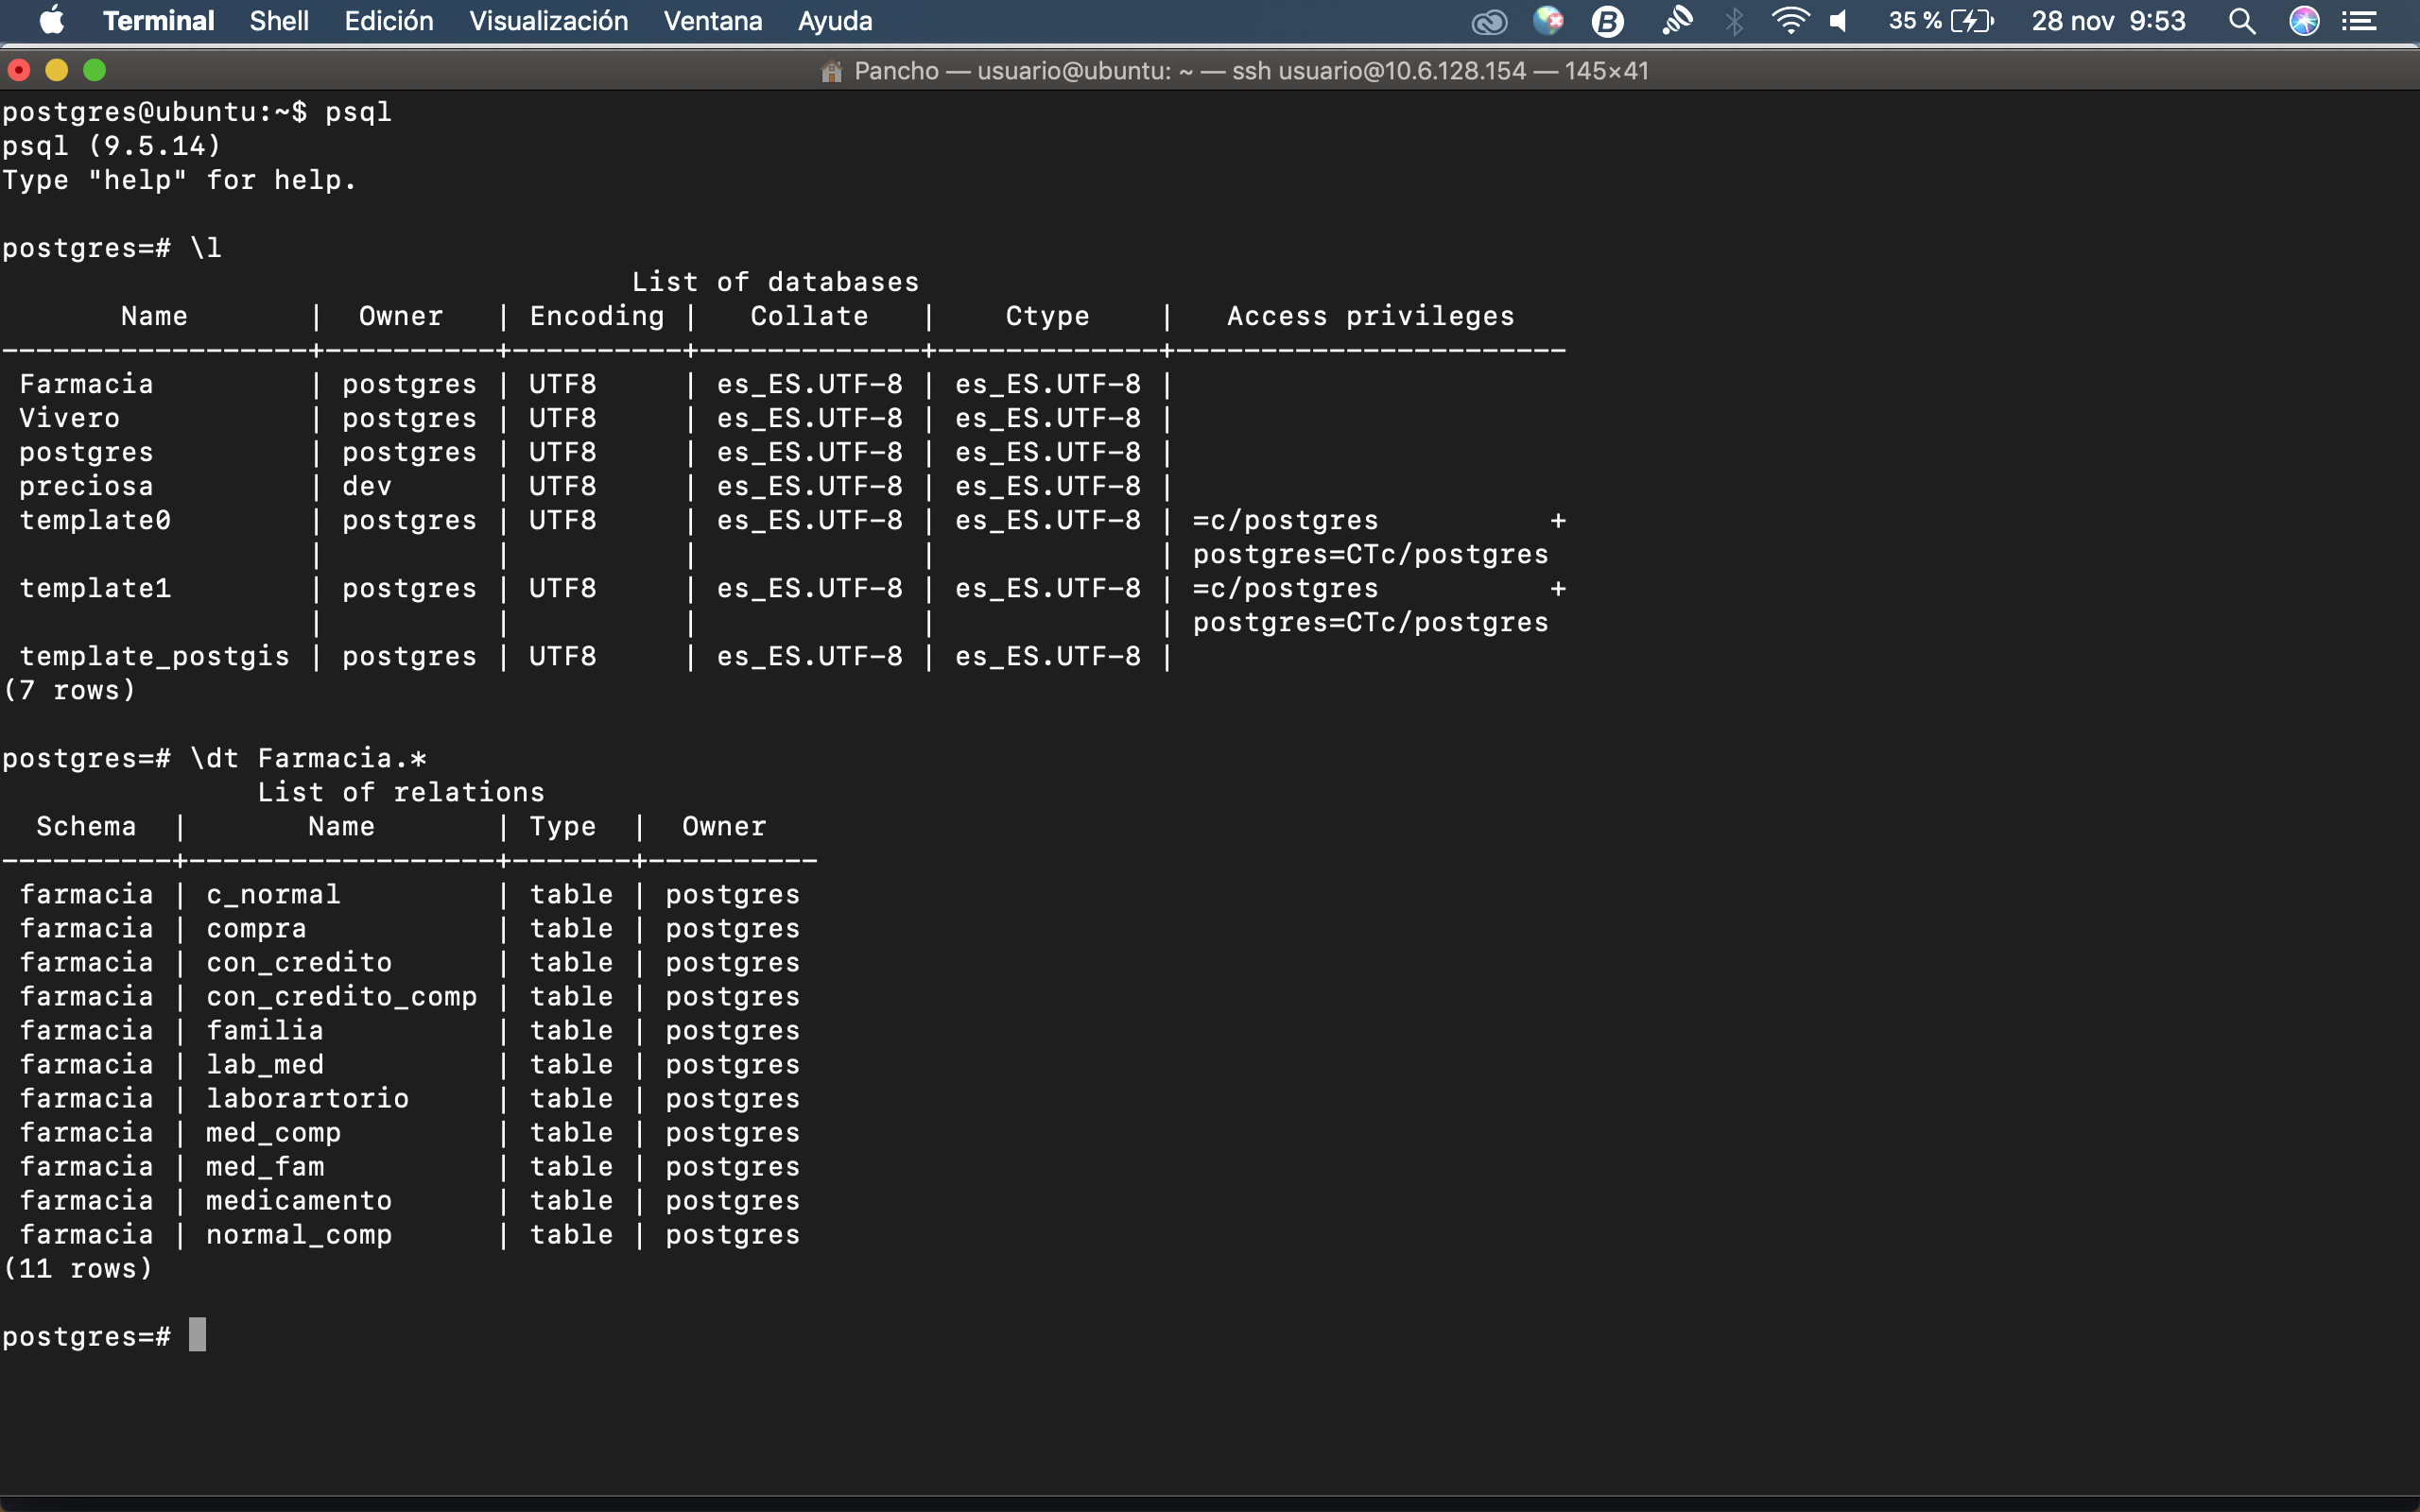 Terminal Shell Edición Visualización Ventana Ayuda 35 % 28 nov 9:53
Pancho — usuario@ubuntu: ~ — ssh usuario@10.6.128.154 — 145×41
postgres@ubuntu:~$ psql
psql (9.5.14)
Type "help" for help.
postgres=# \l
List of databases
Name | Owner | Encoding | Collate | Ctype | Access privileges
------------------+----------+----------+-------------+-------------+-----------------------
Farmacia | postgres | UTF8 | es_ES.UTF-8 | es_ES.UTF-8 |
Vivero | postgres | UTF8 | es_ES.UTF-8 | es_ES.UTF-8 |
postgres | postgres | UTF8 | es_ES.UTF-8 | es_ES.UTF-8 |
preciosa | dev | UTF8 | es_ES.UTF-8 | es_ES.UTF-8 |
template0 | postgres | UTF8 | es_ES.UTF-8 | es_ES.UTF-8 | =c/postgres +
| | | | | postgres=CTc/postgres
template1 | postgres | UTF8 | es_ES.UTF-8 | es_ES.UTF-8 | =c/postgres +
| | | | | postgres=CTc/postgres
template_postgis | postgres | UTF8 | es_ES.UTF-8 | es_ES.UTF-8 |
(7 rows)
postgres=# \dt Farmacia.*
List of relations
Schema | Name | Type | Owner
----------+------------------+-------+----------
farmacia | c_normal | table | postgres
farmacia | compra | table | postgres
farmacia | con_credito | table | postgres
farmacia | con_credito_comp | table | postgres
farmacia | familia | table | postgres
farmacia | lab_med | table | postgres
farmacia | laborartorio | table | postgres
farmacia | med_comp | table | postgres
farmacia | med_fam | table | postgres
farmacia | medicamento | table | postgres
farmacia | normal_comp | table | postgres
(11 rows)
postgres=#